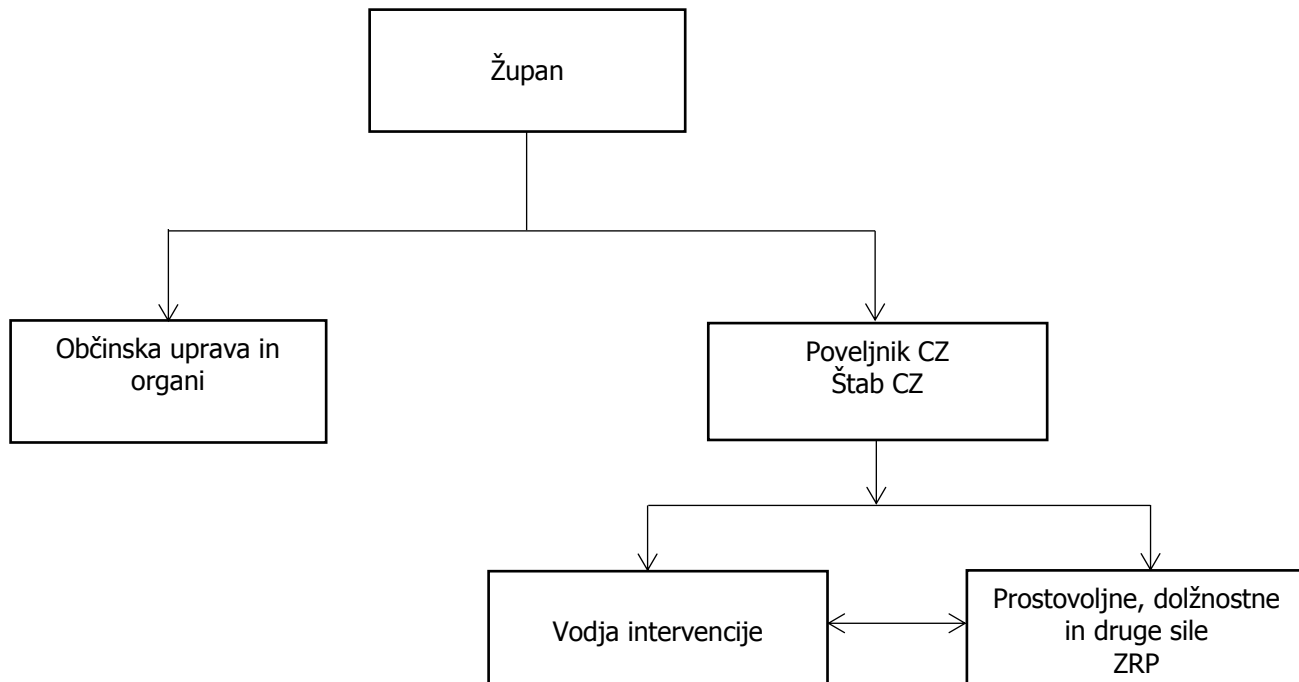 Župan
Občinska uprava in
organi
Poveljnik CZ
Štab CZ
Vodja intervencije
Prostovoljne, dolžnostne
in druge sile
ZRP